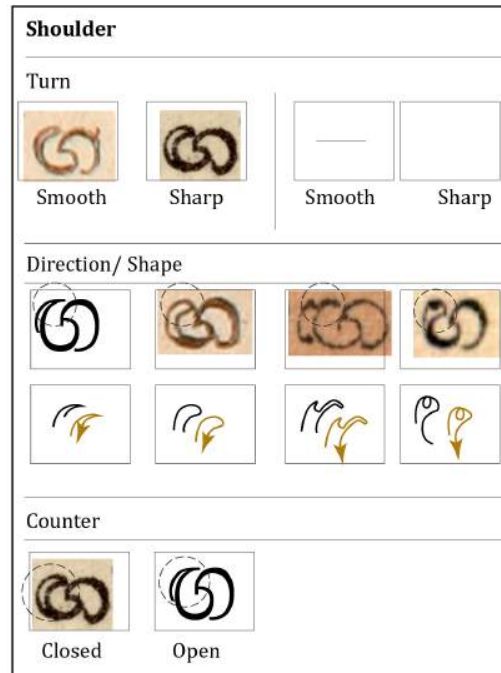 Shoulder
Turn
Smooth Sharp Smooth Sharp
Direction/ Shape
Counter
Closed Open